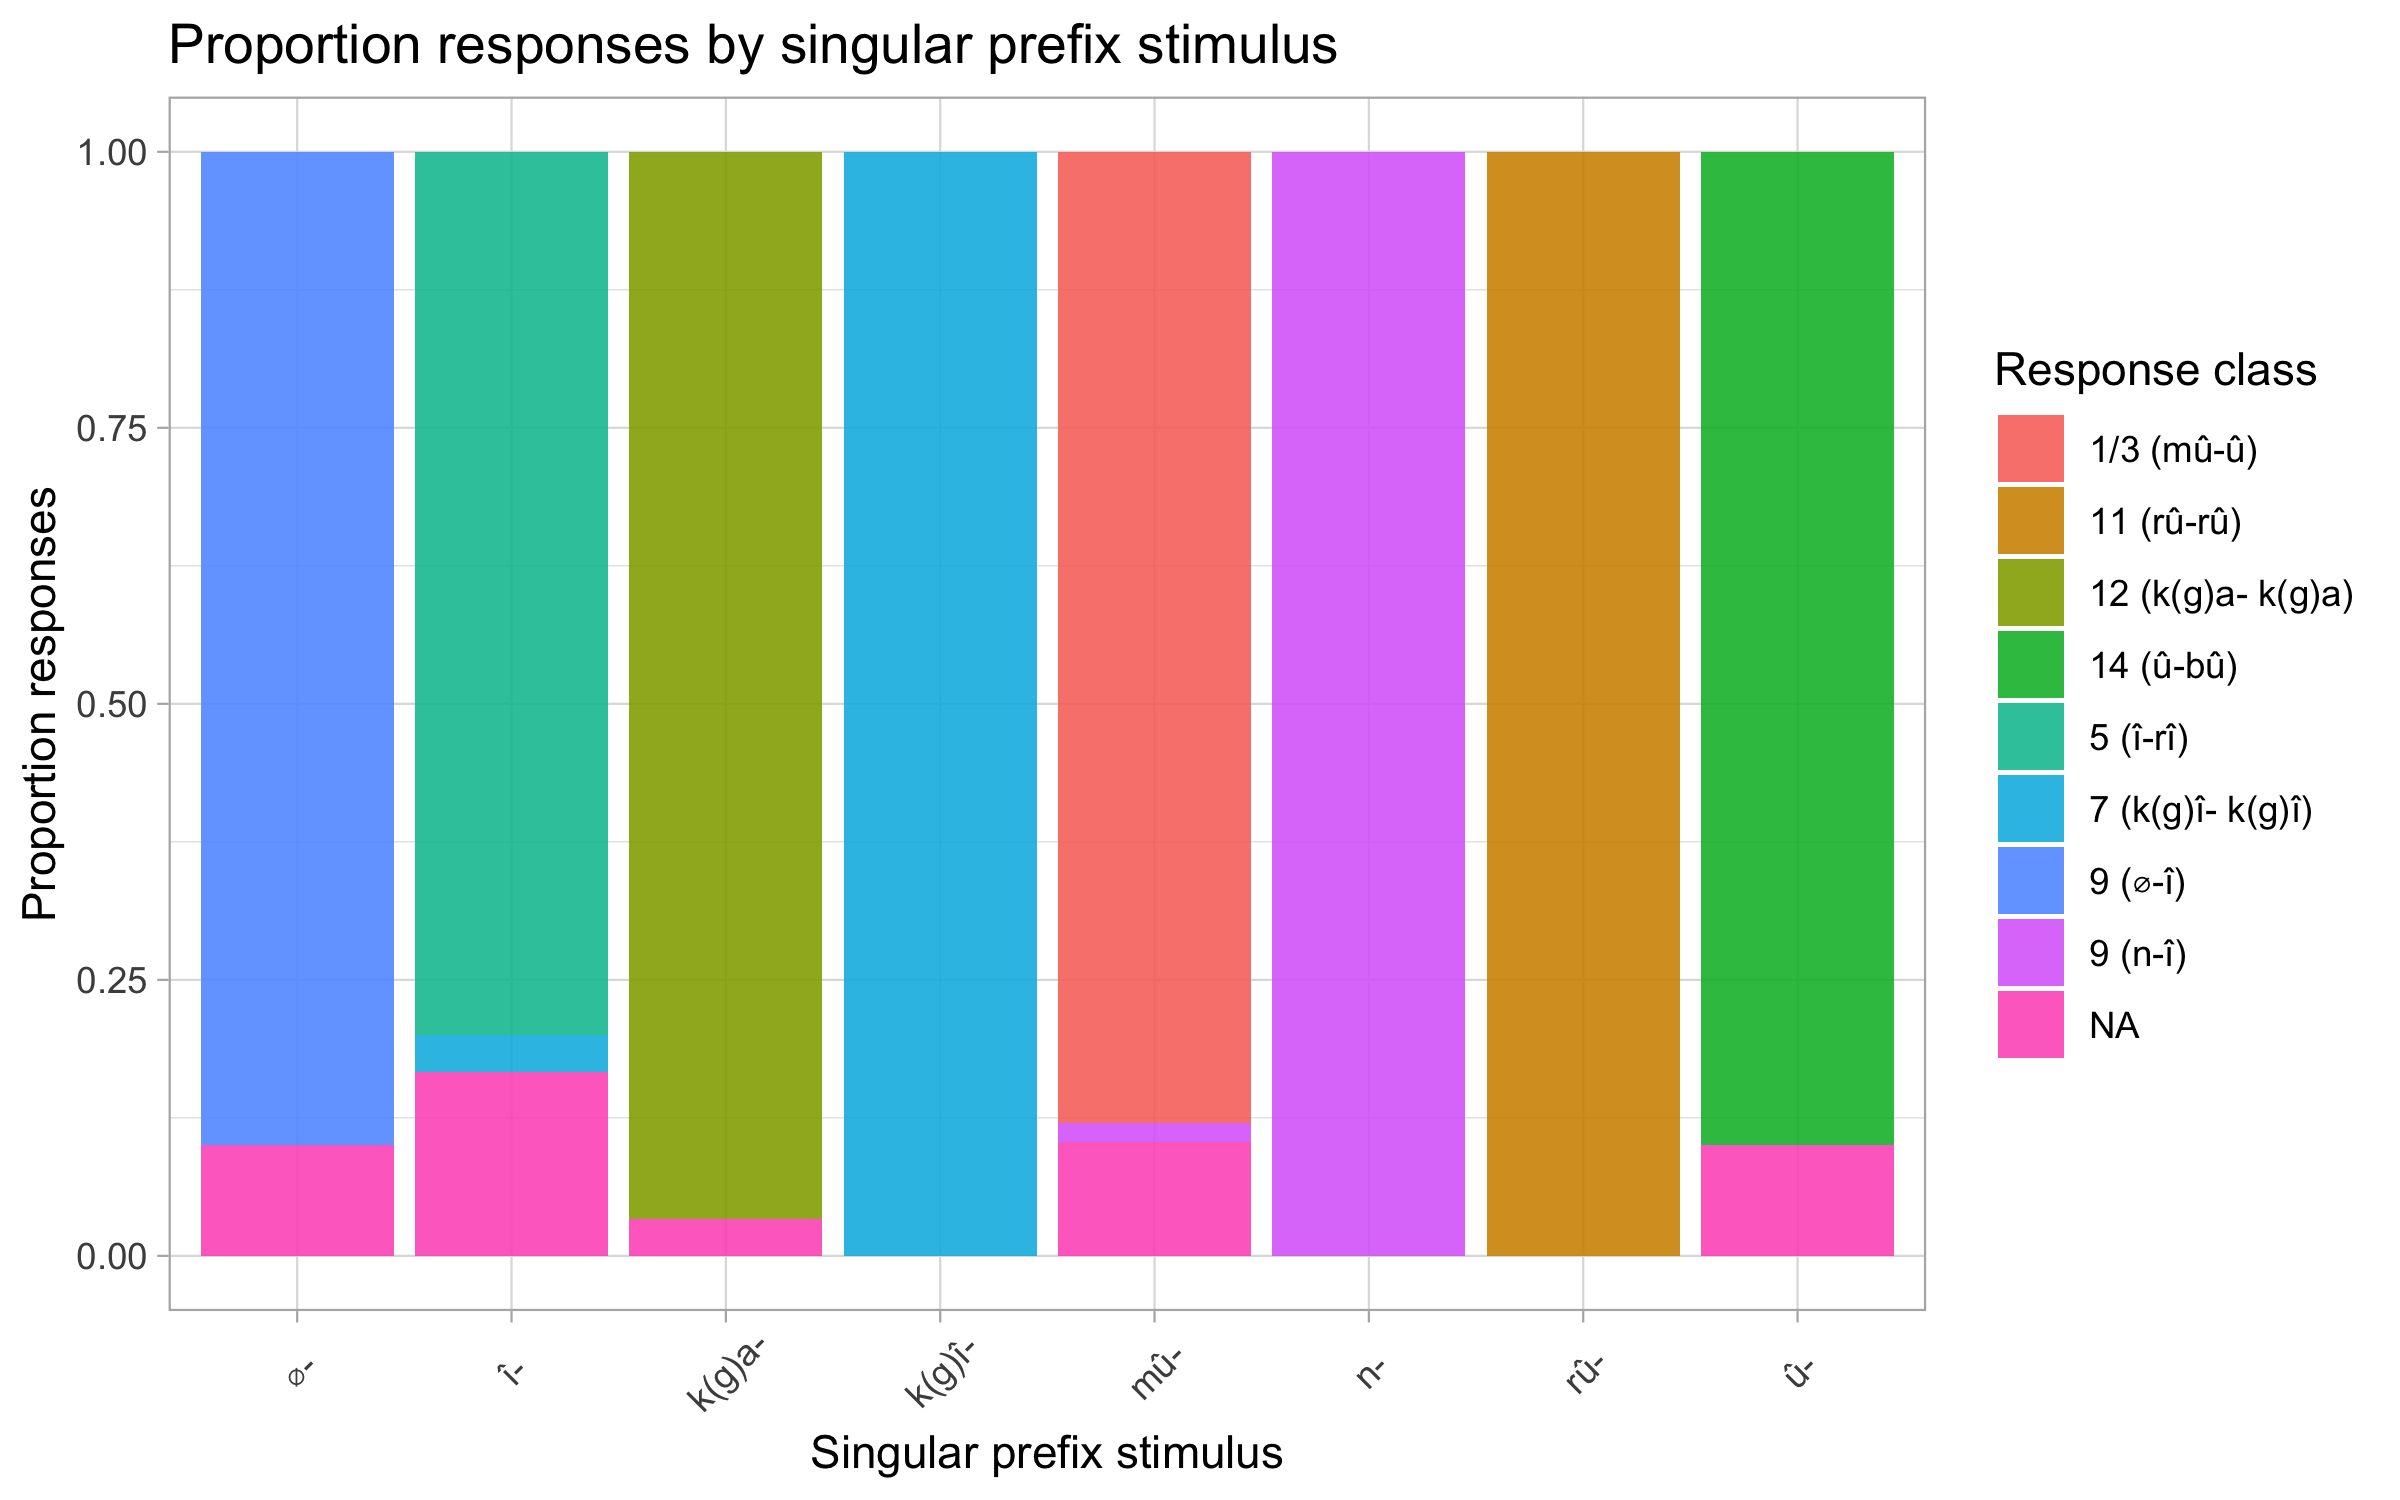 Proportion responses by singular prefix stimulus
1.00
0.75
0.50
0.25
0.00
Proportion responses
⌀-
î-
k(g)a-
k(g)î-
mû-
n-
rû-
û-
Singular prefix stimulus
Response class
1/3 (mû-û)
11 (rû-rû)
12 (k(g)a- k(g)a)
14 (û-bû)
5 (î-rî)
7 (k(g)î- k(g)î)
9 (⌀-î)
9 (n-î)
NA